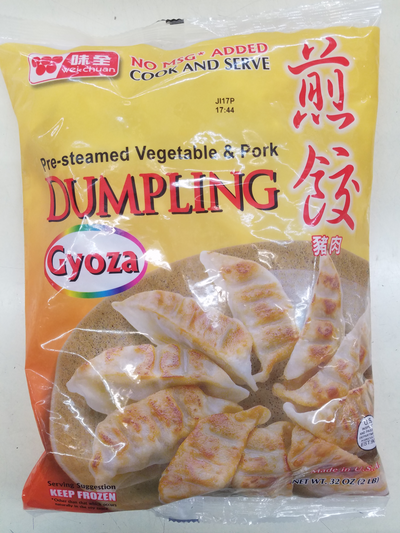 味全
wei-chuan
NO MSG* ADDED
COOK AND SERVE
JI17P
17:44
煎餃
豬肉
Pre-steamed Vegetable & Pork
DUMPLING
Gyoza
Made in U.S.A.
NET WT. 32 OZ (2 LB)
Serving Suggestion
KEEP FROZEN